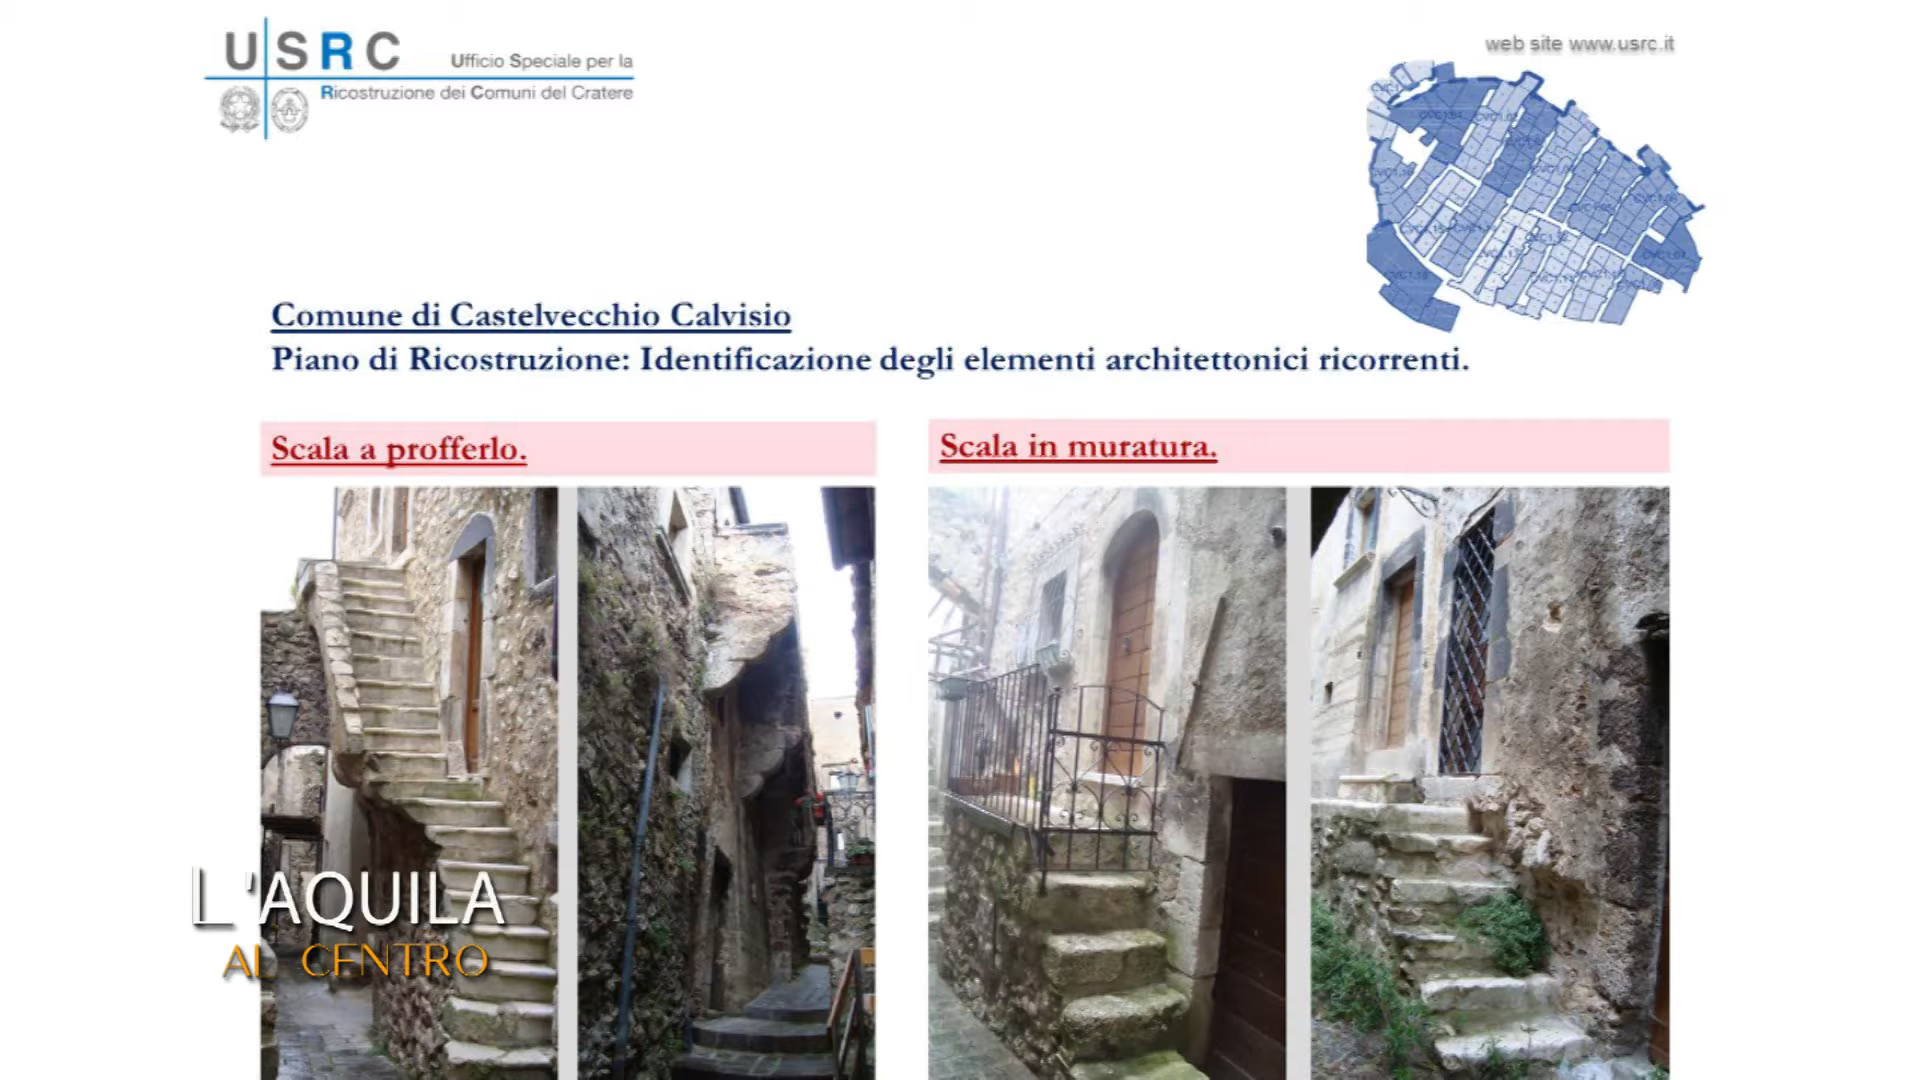 USRC
Ufficio Speciale per la
Ricostruzione dei Comuni del Cratere
web site www.usrc.it
Comune di Castelvecchio Calvisio
Piano di Ricostruzione: Identificazione degli elementi architettonici ricorrenti.
Scala a profferlo.
Scala in muratura.
L'AQUILA
AL CENTRO